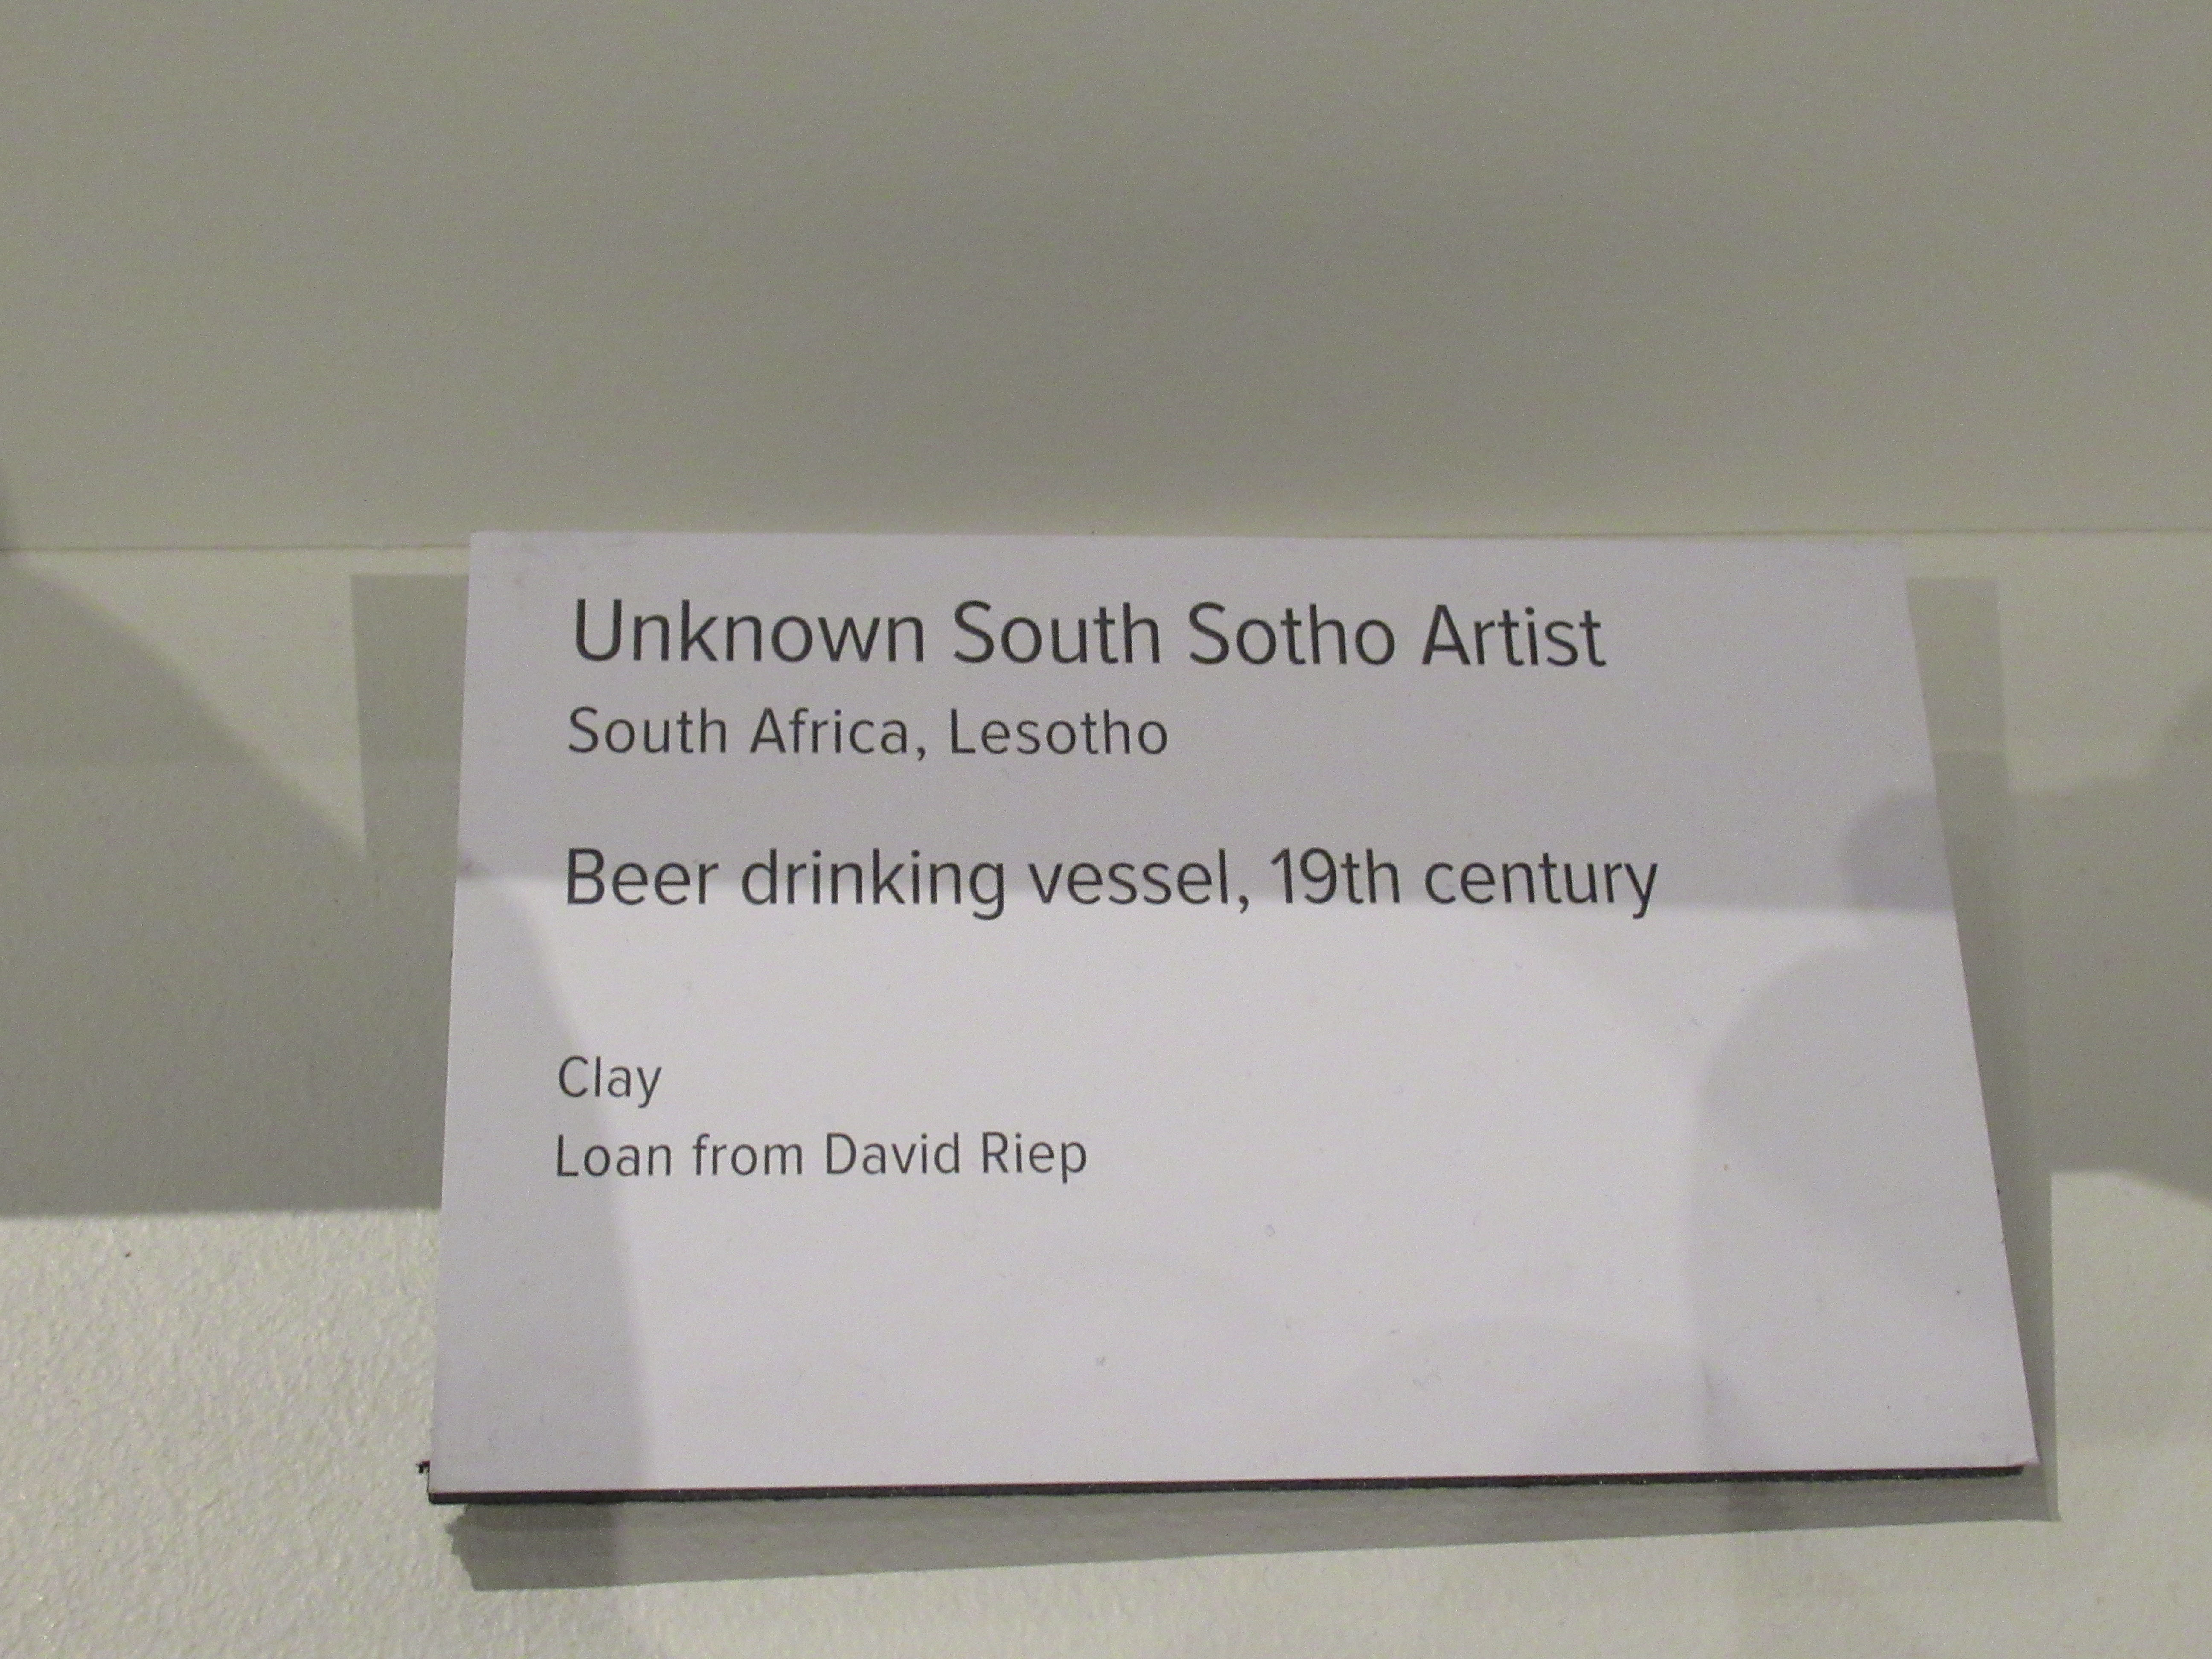 Unknown South Sotho Artist
South Africa, Lesotho
Beer drinking vessel, 19th century
Clay
Loan from David Riep